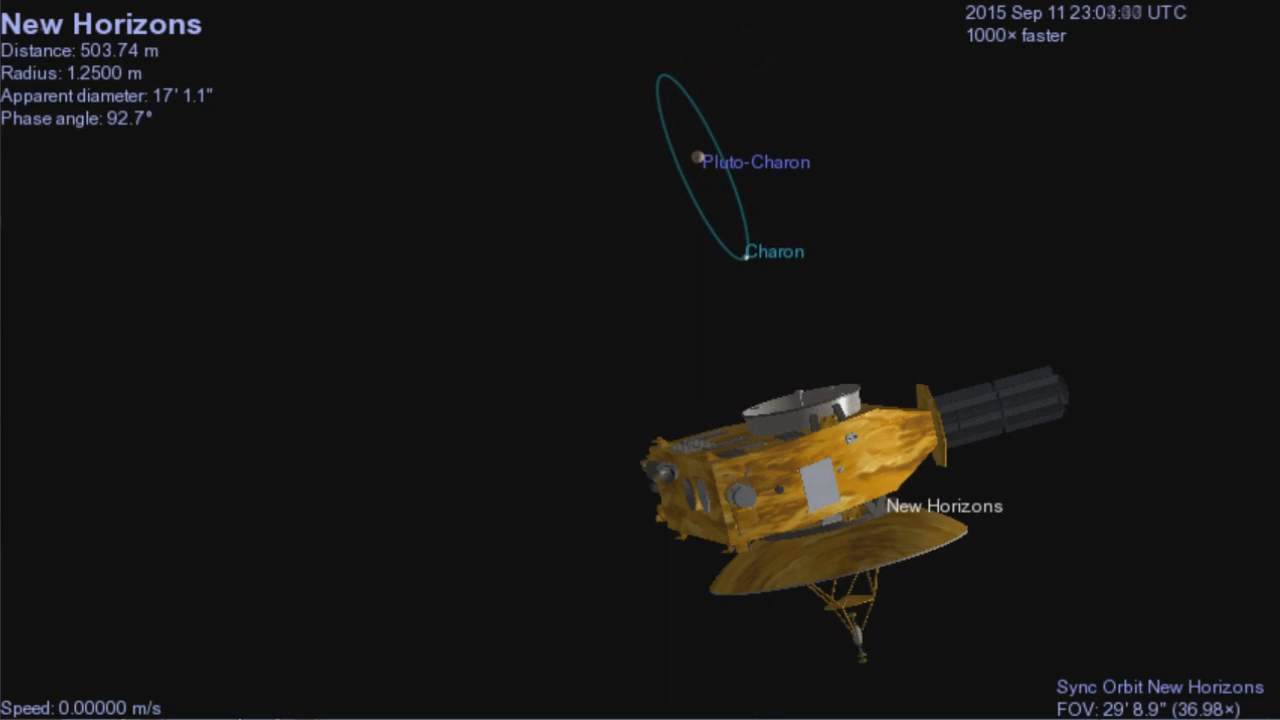 New Horizons
Distance: 503.74 m
Radius: 1.2500 m
Apparent diameter: 17' 1.1"
Phase angle: 92.7°
2015 Sep 11 UTC
1000× faster
Pluto-Charon
Charon
New Horizons
Speed: 0.00000 m/s
Sync Orbit New Horizons
FOV: 29' 8.9" (36.98×)